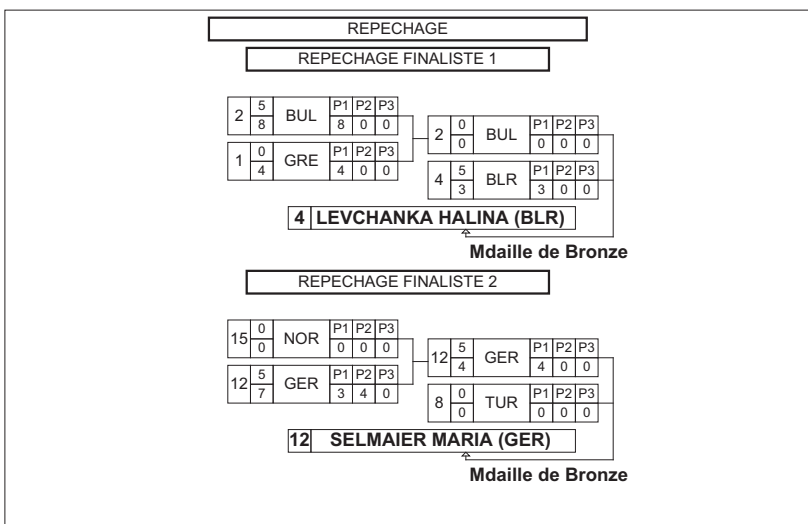 REPECHAGE
REPECHAGE FINALISTE 1
2 5 8 BUL P1 P2 P3 8 0 0
1 0 4 GRE P1 P2 P3 4 0 0
2 0 0 BUL P1 P2 P3 0 0 0
4 5 3 BLR P1 P2 P3 3 0 0
4 LEVCHANKA HALINA (BLR)
Mdaille de Bronze
REPECHAGE FINALISTE 2
15 0 0 NOR P1 P2 P3 0 0 0
12 5 7 GER P1 P2 P3 3 4 0
12 5 4 GER P1 P2 P3 4 0 0
8 0 0 TUR P1 P2 P3 0 0 0
12 SELMAIER MARIA (GER)
Mdaille de Bronze